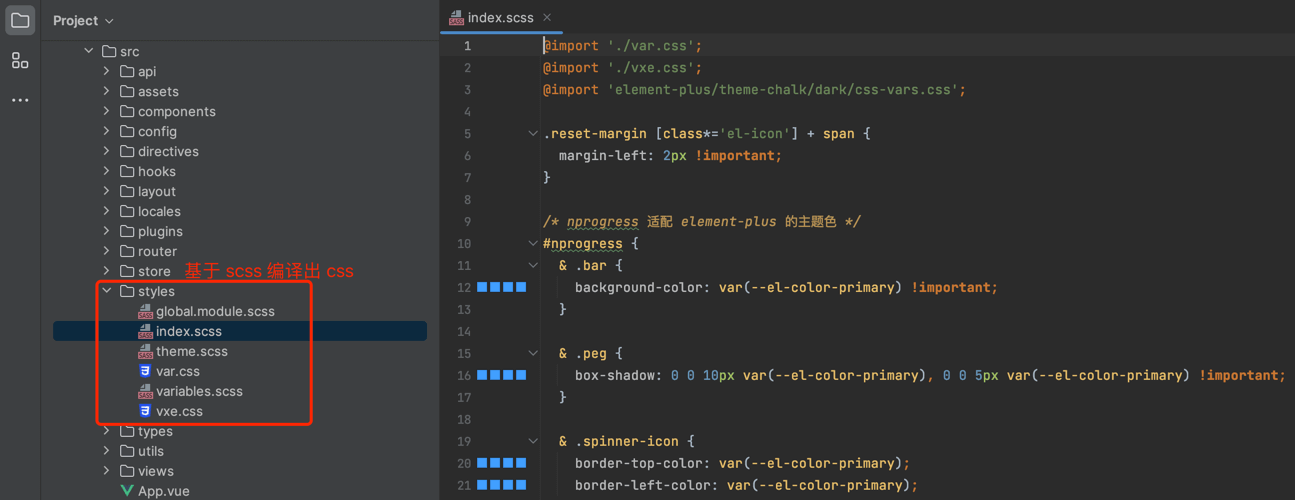 Project
src
api
assets
components
config
directives
hooks
layout
locales
plugins
router
store 基于 scss 编译出 css
styles
global.module.scss
index.scss
theme.scss
var.css
variables.scss
vxe.css
types
utils
views
App.vue
index.scss
1 @import './var.css';
2 @import './vxe.css';
3 @import 'element-plus/theme-chalk/dark/css-vars.css';
4
5 .reset-margin [class*='el-icon'] + span {
6 margin-left: 2px !important;
7 }
8
9 /* nprogress 适配 element-plus 的主题色 */
10 #nprogress {
11 & .bar {
12 background-color: var(--el-color-primary) !important;
13 }
14
15 & .peg {
16 box-shadow: 0 0 10px var(--el-color-primary), 0 0 5px var(--el-color-primary) !important;
17 }
18
19 & .spinner-icon {
20 border-top-color: var(--el-color-primary);
21 border-left-color: var(--el-color-primary);